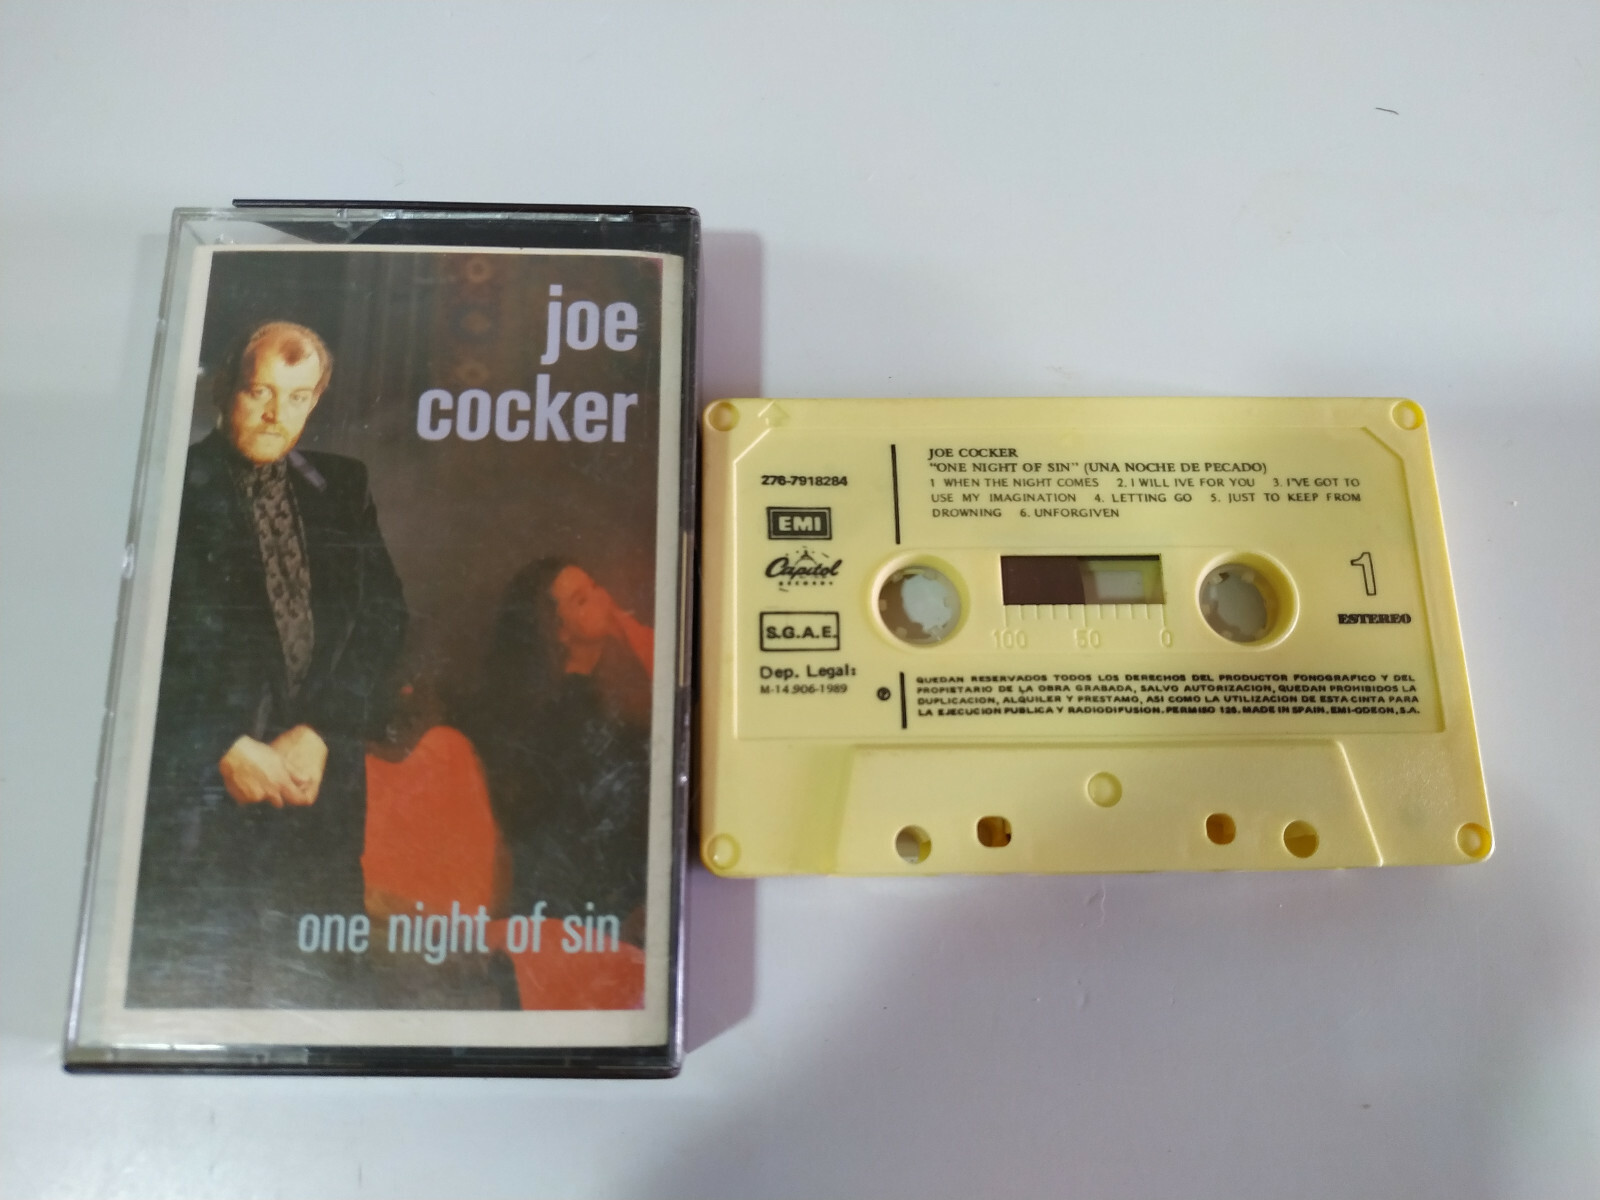 joe
cocker
one night of sin
276-7918284
EMI
Capitol
RECORDS
S.G.A.E.
Dep. Legal:
M-14.906-1989
JOE COCKER
"ONE NIGHT OF SIN" (UNA NOCHE DE PECADO)
1 WHEN THE NIGHT COMES 2. I WILL IVE FOR YOU 3. I'VE GOT TO
USE MY IMAGINATION 4. LETTING GO 5. JUST TO KEEP FROM
DROWNING 6. UNFORGIVEN
100 50 0
1
ESTEREO
℗ QUEDAN RESERVADOS TODOS LOS DERECHOS DEL PRODUCTOR FONOGRAFICO Y DEL
PROPIETARIO DE LA OBRA GRABADA, SALVO AUTORIZACION, QUEDAN PROHIBIDOS LA
DUPLICACION, ALQUILER Y PRESTAMO, ASI COMO LA UTILIZACION DE ESTA CINTA PARA
LA EJECUCION PUBLICA Y RADIODIFUSION. PERMISO 125. MADE IN SPAIN. EMI-ODEON, S.A.